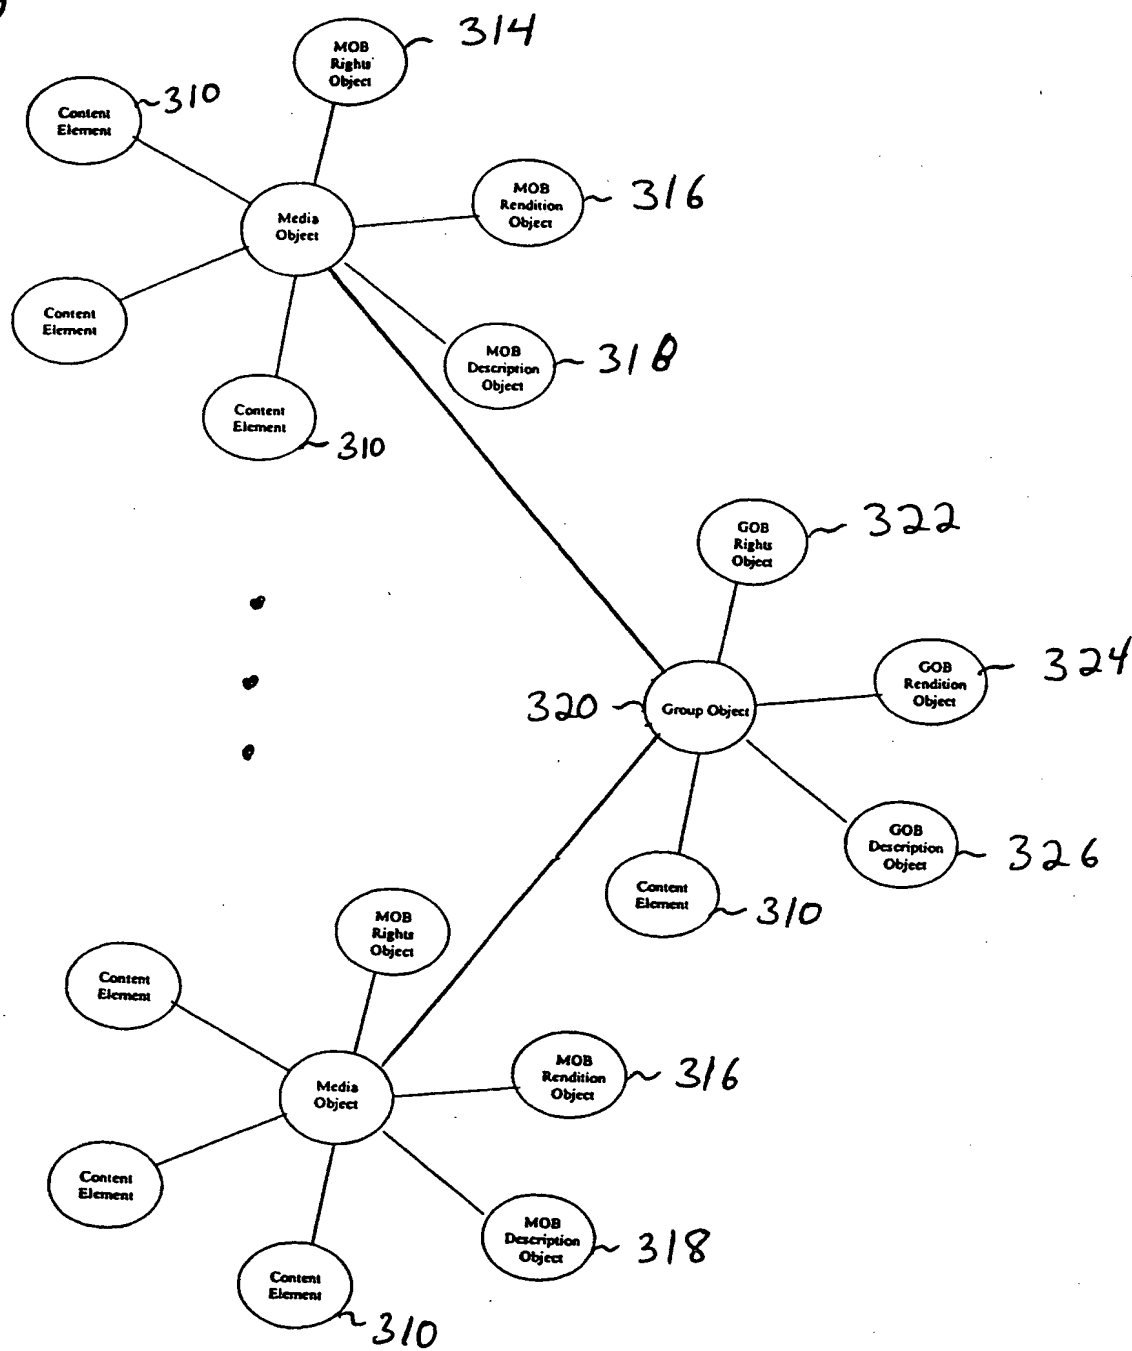 MOB
Rights
Object
314
Content
Element
310
MOB
Rendition
Object
316
Media
Object
Content
Element
MOB
Description
Object
318
Content
Element
310
GOB
Rights
Object
322
GOB
Rendition
Object
324
320
Group Object
GOB
Description
Object
326
Content
Element
310
MOB
Rights
Object
Content
Element
MOB
Rendition
Object
316
Media
Object
Content
Element
MOB
Description
Object
318
Content
Element
310